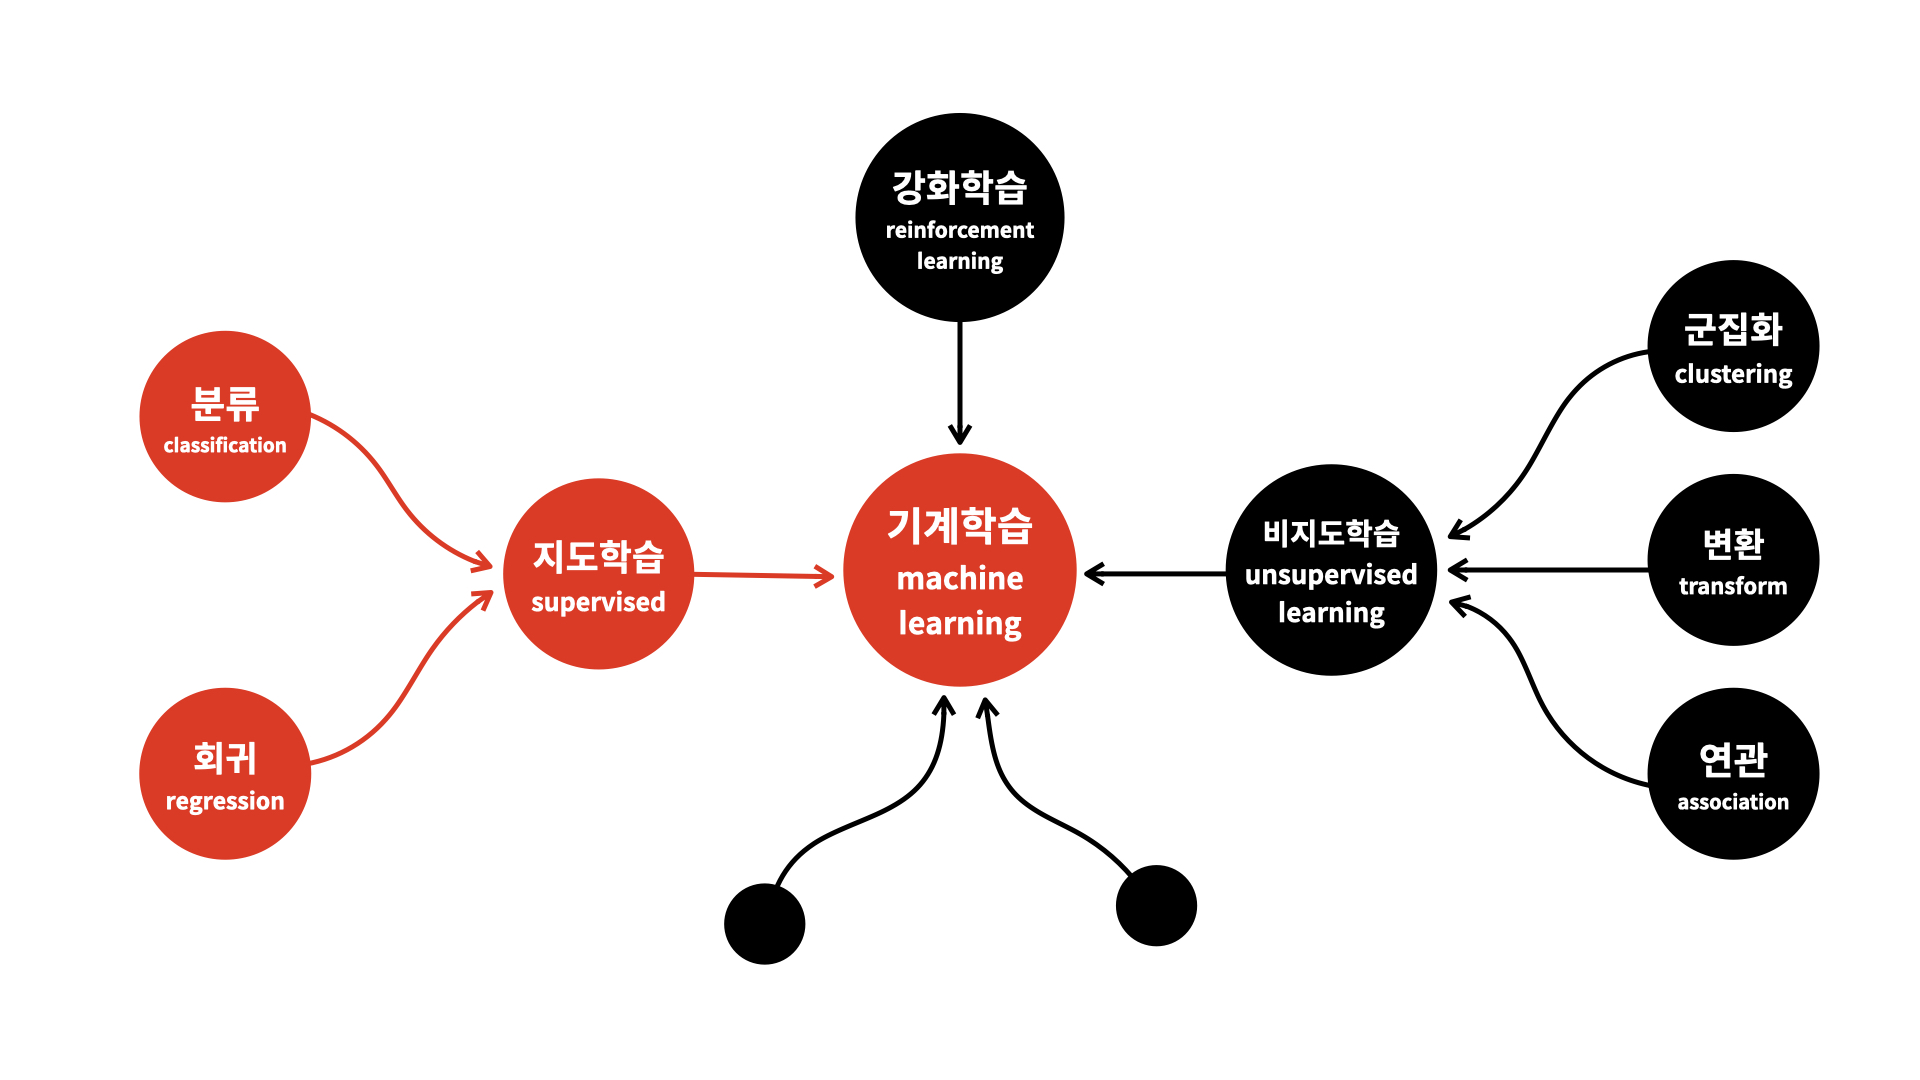 강화학습
reinforcement
learning
분류
classification
회귀
regression
지도학습
supervised
기계학습
machine
learning
비지도학습
unsupervised
learning
군집화
clustering
변환
transform
연관
association